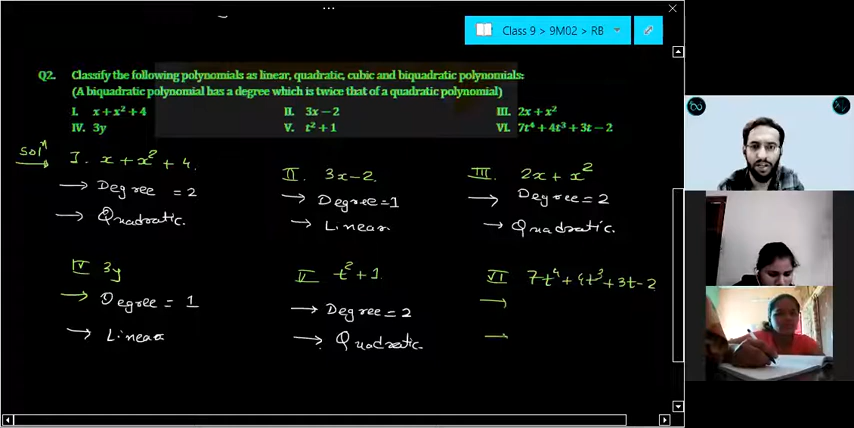 Class 9 > 9M02 > RB
Q2. Classify the following polynomials as linear, quadratic, cubic and biquadratic polynomials:
(A biquadratic polynomial has a degree which is twice that of a quadratic polynomial)
I. x + x² + 4 II. 3x − 2 III. 2x + x²
IV. 3y V. t² + 1 VI. 7t⁴ + 4t³ + 3t − 2
Solⁿ I. x + x² + 4 II. 3x - 2 III. 2x + x²
→ Degree = 2 → Degree = 1 → Degree = 2
→ Quadratic. → Linear → Quadratic.
IV 3y V t² + 1 VI 7t⁴ + 4t³ + 3t - 2
→ Degree = 1 → Degree = 2 →
→ Linear → Quadratic →